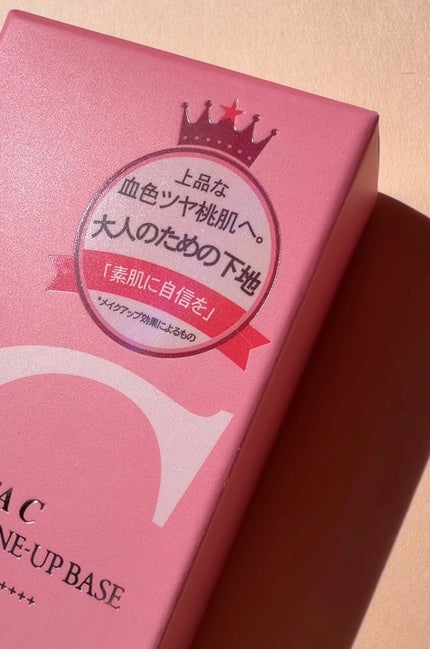 上品な
血色ツヤ桃肌へ。
大人のための下地
「素肌に自信を」
*メイクアップ効果によるもの
C
A C
NE-UP BASE
++++